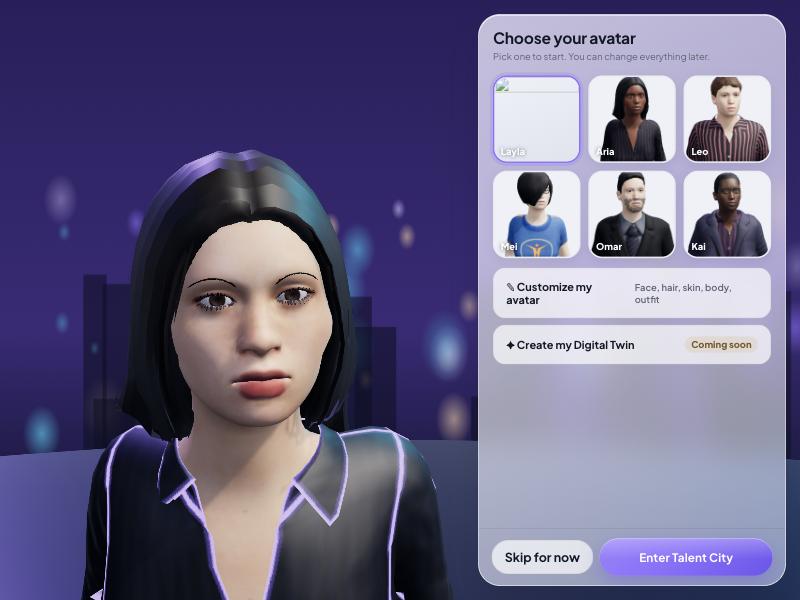 Choose your avatar
Pick one to start. You can change everything later.
Layla
Aria
Leo
Mei
Omar
Kai
Customize my avatar
Face, hair, skin, body, outfit
Create my Digital Twin
Coming soon
Skip for now
Enter Talent City